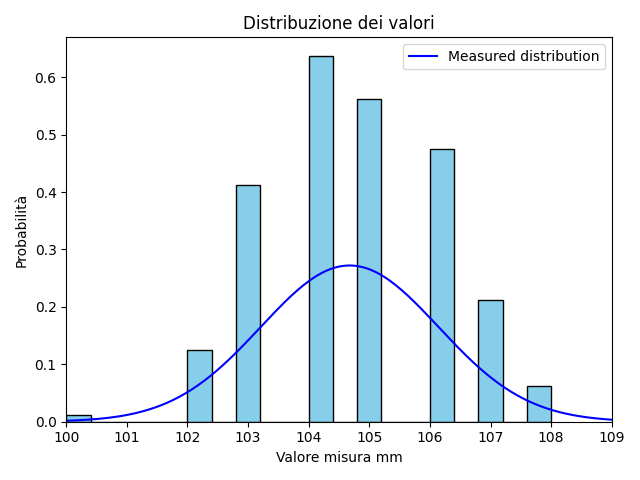 Distribuzione dei valori
Measured distribution
Probabilità
0.6
0.5
0.4
0.3
0.2
0.1
0.0
100 101 102 103 104 105 106 107 108 109
Valore misura mm